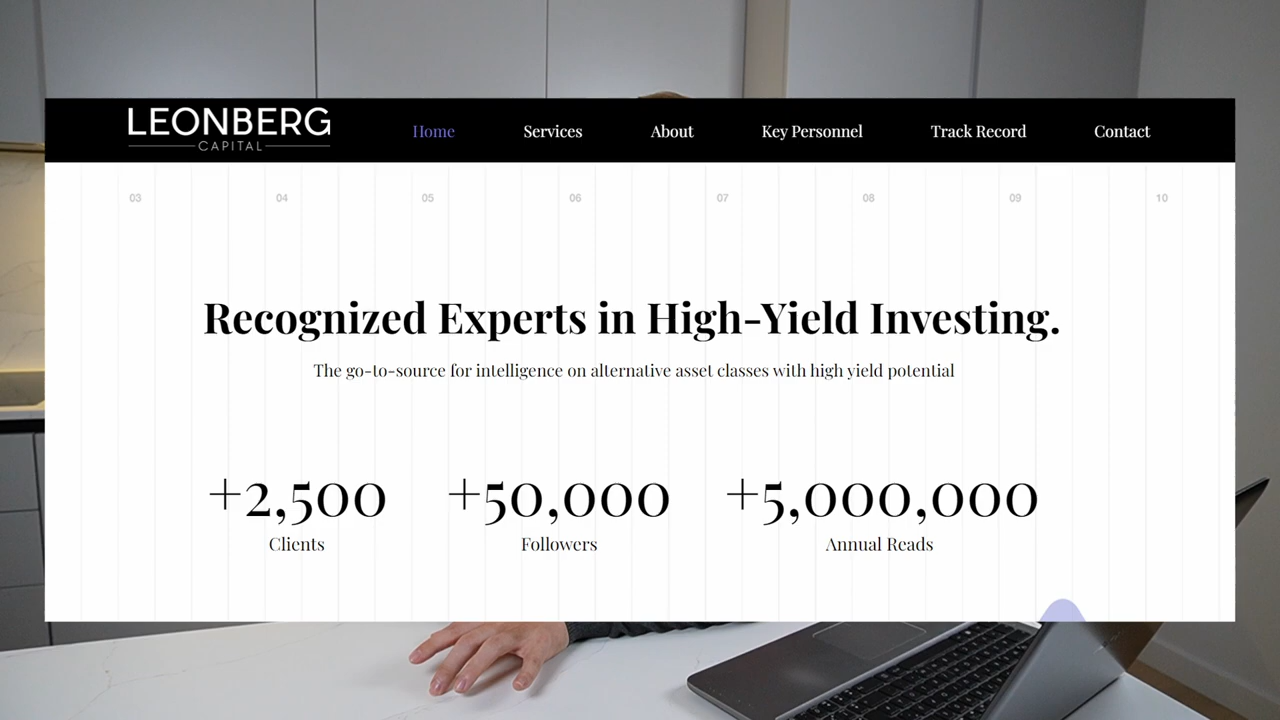 LEONBERG
CAPITAL
Home Services About Key Personnel Track Record Contact
03 04 05 06 07 08 09 10
Recognized Experts in High-Yield Investing.
The go-to-source for intelligence on alternative asset classes with high yield potential
+2,500 +50,000 +5,000,000
Clients Followers Annual Reads